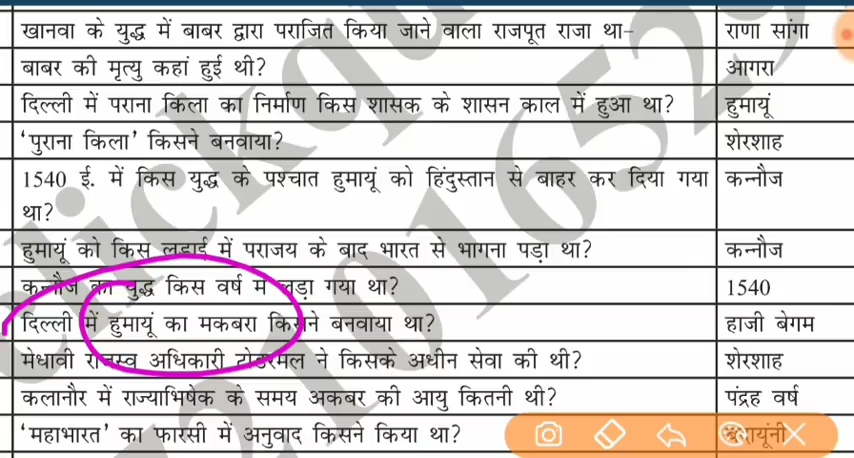 खानवा के युद्ध में बाबर द्वारा पराजित किया जाने वाला राजपूत राजा था- राणा सांगा
बाबर की मृत्यु कहां हुई थी? आगरा
दिल्ली में पराना किला का निर्माण किस शासक के शासन काल में हुआ था? हुमायूं
‘पुराना किला’ किसने बनवाया? शेरशाह
1540 ई. में किस युद्ध के पश्चात हुमायूं को हिंदुस्तान से बाहर कर दिया गया कन्नौज
था?
हुमायूं को किस लड़ाई में पराजय के बाद भारत से भागना पड़ा था? कन्नौज
कन्नौज का युद्ध किस वर्ष में लड़ा गया था? 1540
दिल्ली में हुमायूं का मकबरा किसने बनवाया था? हाजी बेगम
मेधावी राजस्व अधिकारी टोडरमल ने किसके अधीन सेवा की थी? शेरशाह
कलानौर में राज्याभिषेक के समय अकबर की आयु कितनी थी? पंद्रह वर्ष
‘महाभारत’ का फारसी में अनुवाद किसने किया था?